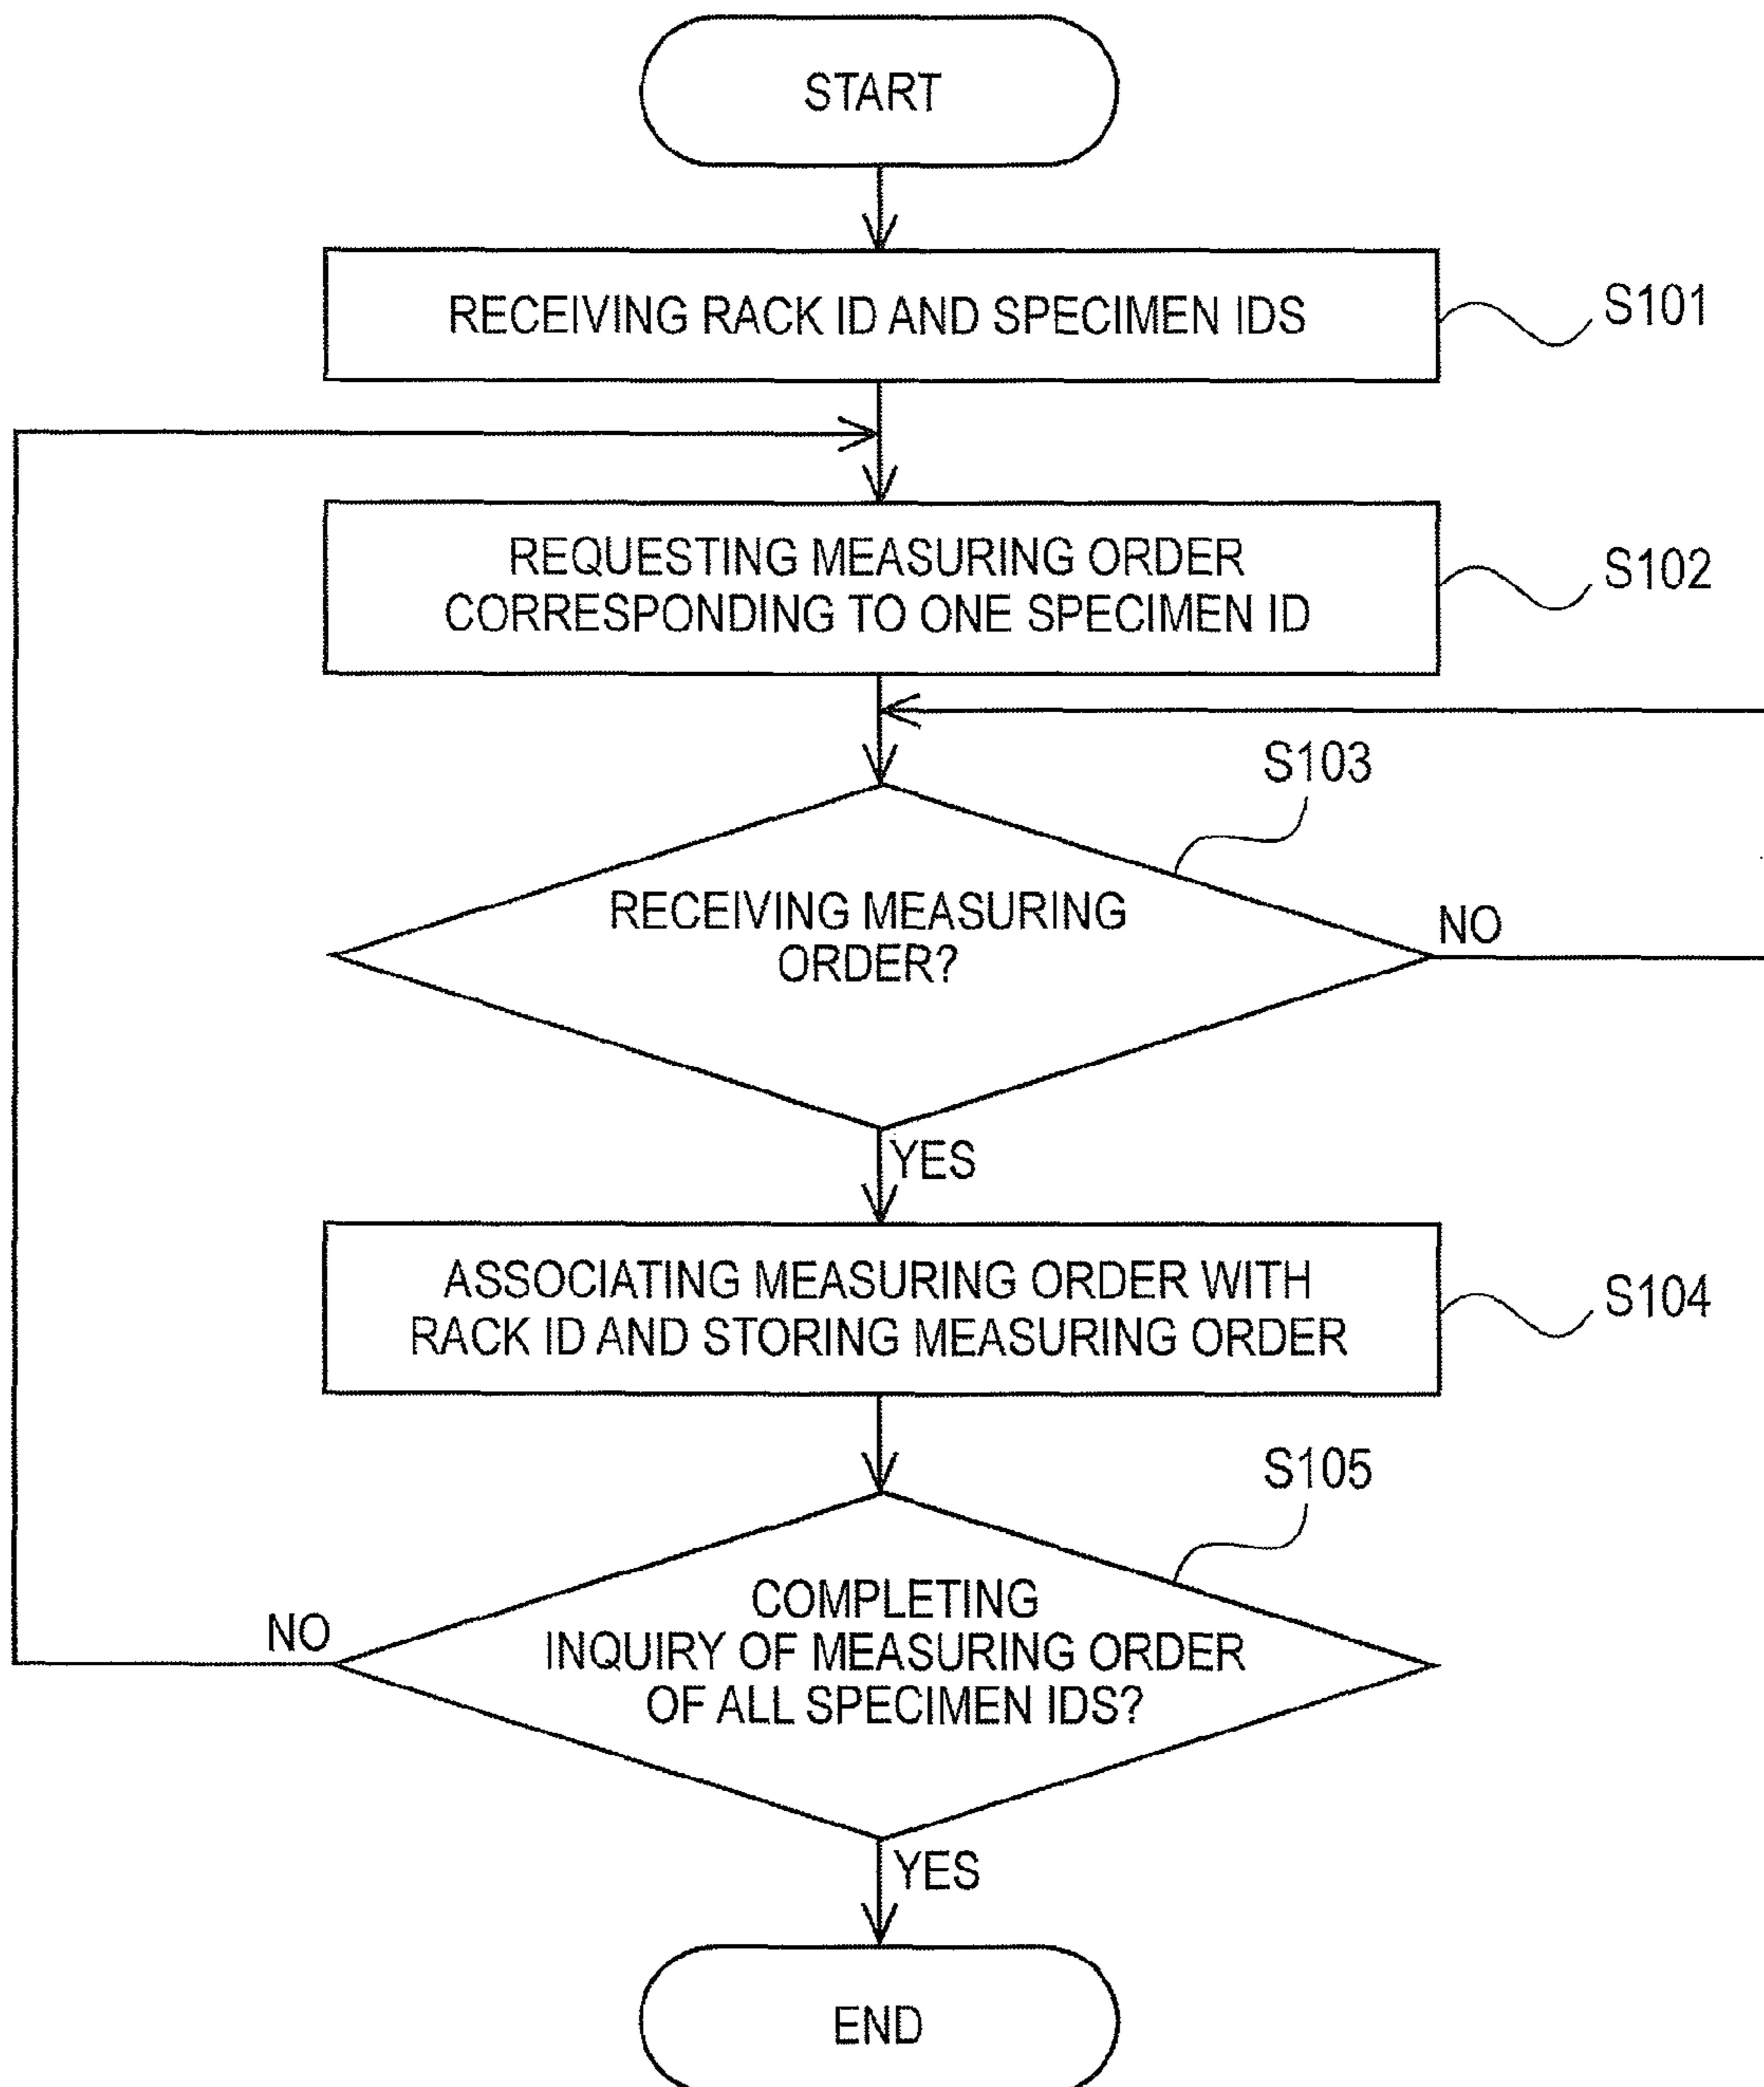 START
RECEIVING RACK ID AND SPECIMEN IDS
S101
REQUESTING MEASURING ORDER
CORRESPONDING TO ONE SPECIMEN ID
S102
S103
RECEIVING MEASURING
ORDER?
NO
YES
ASSOCIATING MEASURING ORDER WITH
RACK ID AND STORING MEASURING ORDER
S104
S105
COMPLETING
INQUIRY OF MEASURING ORDER
OF ALL SPECIMEN IDS?
NO
YES
END